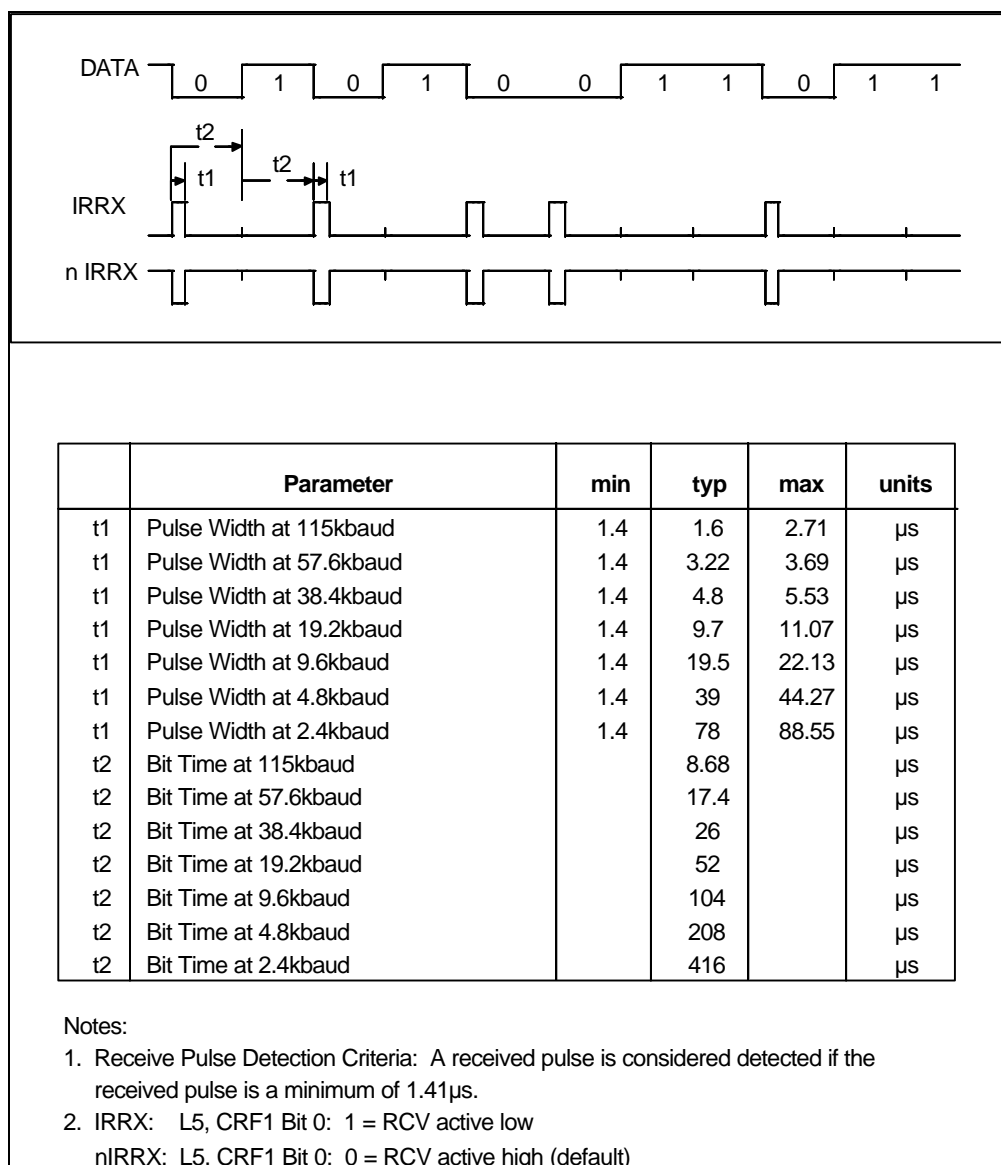 DATA 0 1 0 1 0 0 1 1 0 1 1
t2
t1 t2 t1
IRRX
n IRRX
Parameter min typ max units
t1 Pulse Width at 115kbaud 1.4 1.6 2.71 µs
t1 Pulse Width at 57.6kbaud 1.4 3.22 3.69 µs
t1 Pulse Width at 38.4kbaud 1.4 4.8 5.53 µs
t1 Pulse Width at 19.2kbaud 1.4 9.7 11.07 µs
t1 Pulse Width at 9.6kbaud 1.4 19.5 22.13 µs
t1 Pulse Width at 4.8kbaud 1.4 39 44.27 µs
t1 Pulse Width at 2.4kbaud 1.4 78 88.55 µs
t2 Bit Time at 115kbaud 8.68 µs
t2 Bit Time at 57.6kbaud 17.4 µs
t2 Bit Time at 38.4kbaud 26 µs
t2 Bit Time at 19.2kbaud 52 µs
t2 Bit Time at 9.6kbaud 104 µs
t2 Bit Time at 4.8kbaud 208 µs
t2 Bit Time at 2.4kbaud 416 µs
Notes:
1. Receive Pulse Detection Criteria: A received pulse is considered detected if the
received pulse is a minimum of 1.41µs.
2. IRRX: L5, CRF1 Bit 0: 1 = RCV active low
nIRRX: L5, CRF1 Bit 0: 0 = RCV active high (default)